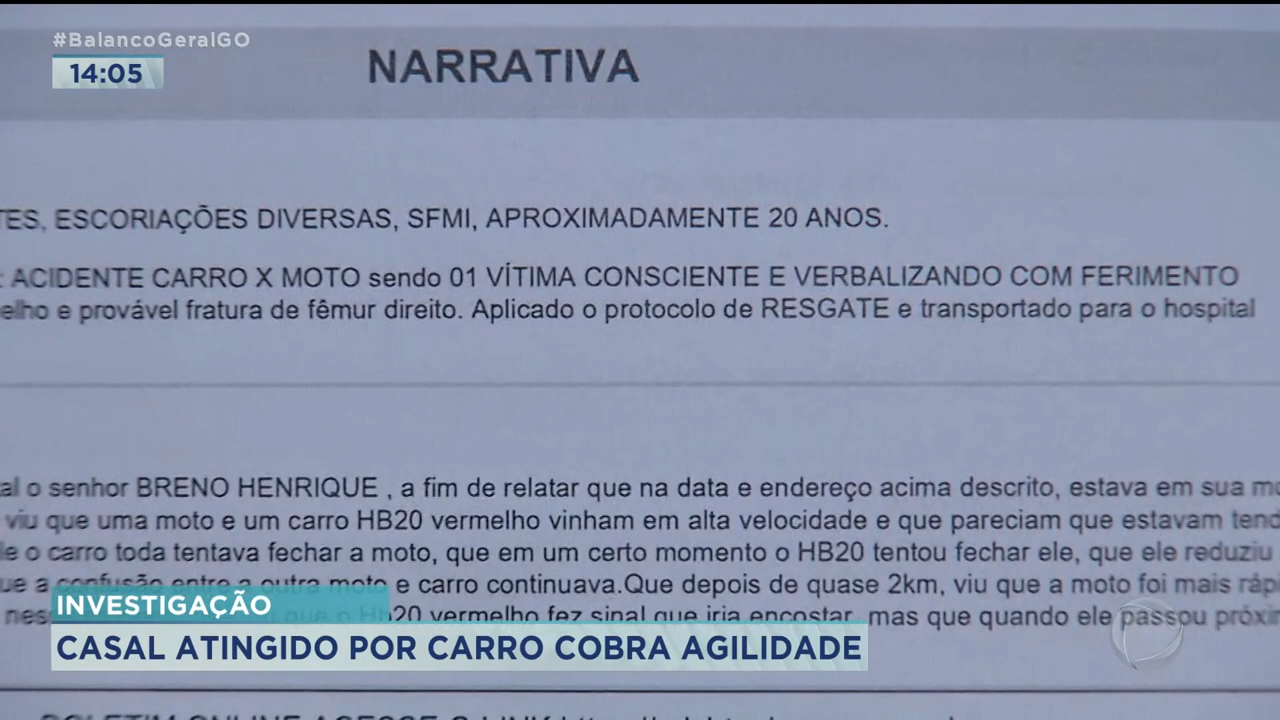 #BalancoGeralGO
14:05
NARRATIVA
TES, ESCORIAÇÕES DIVERSAS, SFMI, APROXIMADAMENTE 20 ANOS.
: ACIDENTE CARRO X MOTO sendo 01 VÍTIMA CONSCIENTE E VERBALIZANDO COM FERIMENTO
elho e provável fratura de fêmur direito. Aplicado o protocolo de RESGATE e transportado para o hospital
al o senhor BRENO HENRIQUE , a fim de relatar que na data e endereço acima descrito, estava em sua mo
viu que uma moto e um carro HB20 vermelho vinham em alta velocidade e que pareciam que estavam tend
le o carro toda tentava fechar a moto, que em um certo momento o HB20 tentou fechar ele, que ele reduziu
ue a confusão entre a outra moto e carro continuava.Que depois de quase 2km, viu que a moto foi mais rápi
nes que o Hb20 vermelho fez sinal que iria encostar, mas que quando ele passou próxim
INVESTIGAÇÃO
CASAL ATINGIDO POR CARRO COBRA AGILIDADE